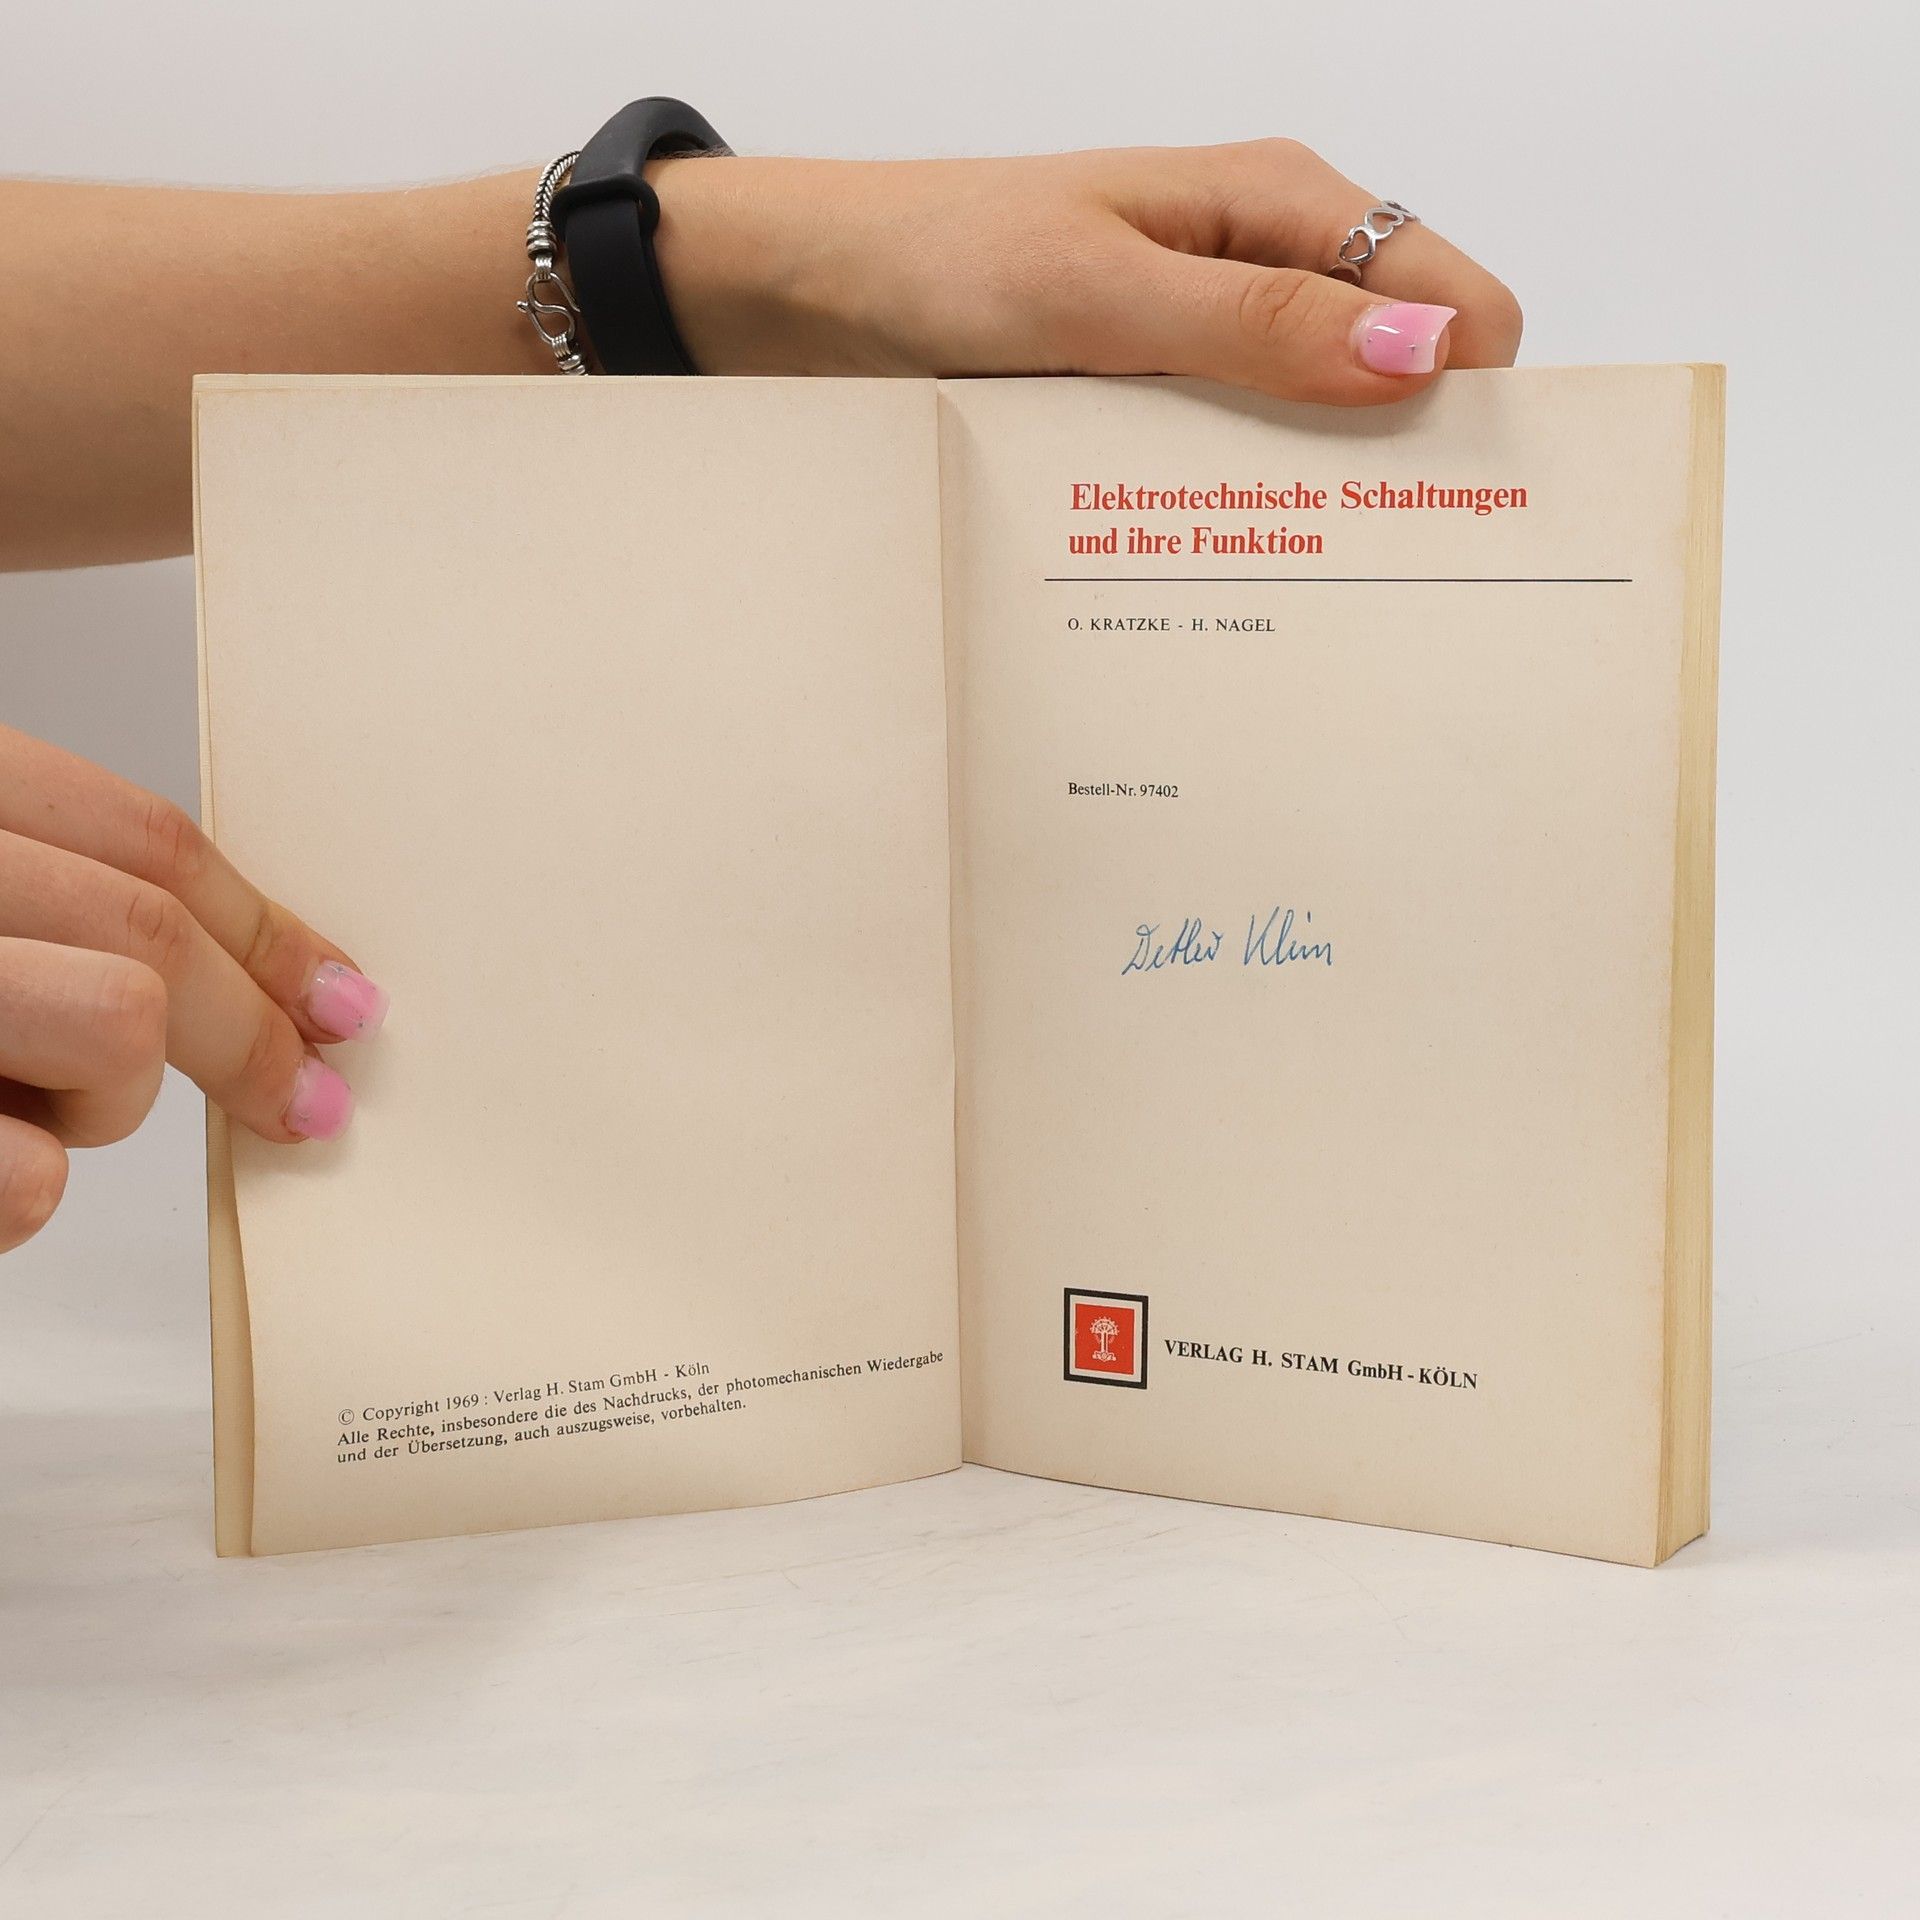 © Copyright 1969 : Verlag H. Stam GmbH - Köln
Alle Rechte, insbesondere die des Nachdrucks, der photomechanischen Wiedergabe
und der Übersetzung, auch auszugsweise, vorbehalten.
Elektrotechnische Schaltungen
und ihre Funktion
O. KRATZKE - H. NAGEL
Bestell-Nr. 97402
Detlev Klein
VERLAG H. STAM GmbH - KÖLN